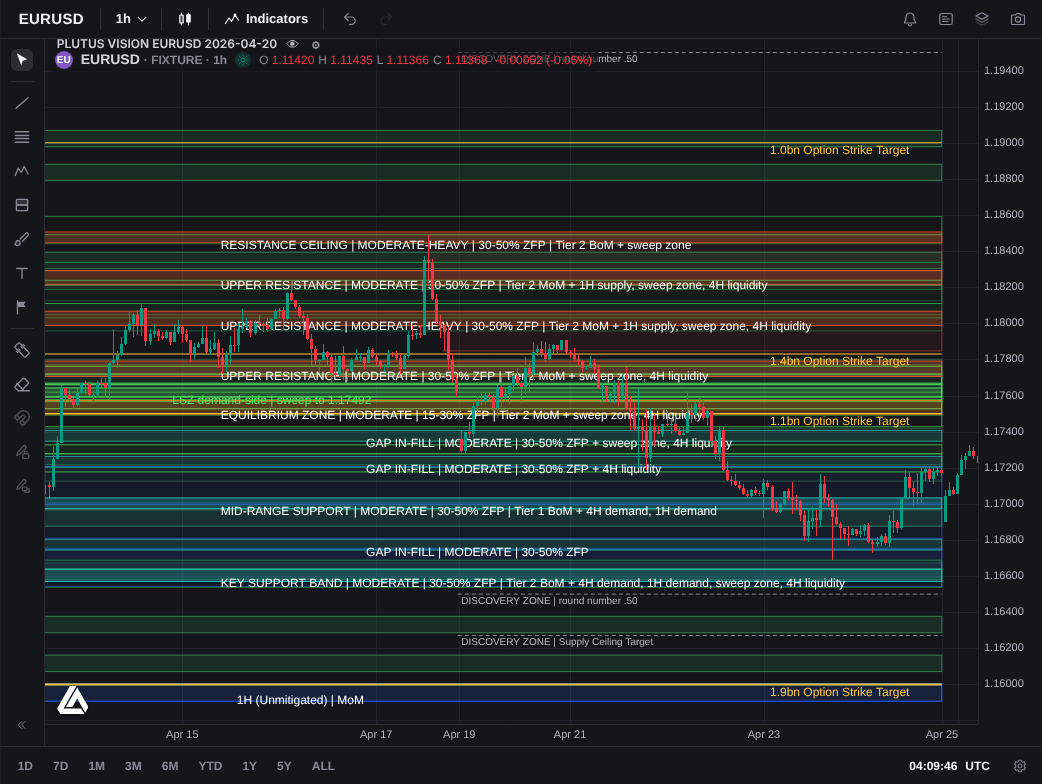 EURUSD 1h Indicators
PLUTUS VISION EURUSD 2026-04-20
EU EURUSD · FIXTURE · 1h O 1.11420 H 1.11435 L 1.11366 C 1.11368 -0.00052 (-0.05%)
DISCOVERY ZONE | round number .50
1.19400
1.19200
1.19000
1.0bn Option Strike Target
1.18800
1.18600
RESISTANCE CEILING | MODERATE-HEAVY | 30-50% ZFP | Tier 2 BoM + sweep zone
1.18400
UPPER RESISTANCE | MODERATE | 30-50% ZFP | Tier 2 MoM + 1H supply, sweep zone, 4H liquidity
1.18200
UPPER RESISTANCE | MODERATE-HEAVY | 30-50% ZFP | Tier 2 MoM + 1H supply, sweep zone, 4H liquidity
1.18000
1.4bn Option Strike Target
1.17800
UPPER RESISTANCE | MODERATE | 30-50% ZFP | Tier 2 MoM + sweep zone, 4H liquidity
1.17600
LSZ demand-side | sweep to 1.17492
EQUILIBRIUM ZONE | MODERATE | 15-30% ZFP | Tier 2 MoM + sweep zone, 4H liquidity
1.1bn Option Strike Target
1.17400
GAP IN-FILL | MODERATE | 30-50% ZFP + sweep zone, 4H liquidity
1.17200
GAP IN-FILL | MODERATE | 30-50% ZFP + 4H liquidity
1.17000
MID-RANGE SUPPORT | MODERATE | 30-50% ZFP | Tier 1 BoM + 4H demand, 1H demand
1.16800
GAP IN-FILL | MODERATE | 30-50% ZFP
1.16600
KEY SUPPORT BAND | MODERATE | 30-50% ZFP | Tier 2 BoM + 4H demand, 1H demand, sweep zone, 4H liquidity
DISCOVERY ZONE | round number .50
1.16400
DISCOVERY ZONE | Supply Ceiling Target
1.16200
1.16000
1.9bn Option Strike Target
1H (Unmitigated) | MoM
Apr 15 Apr 17 Apr 19 Apr 21 Apr 23 Apr 25
1D 7D 1M 3M 6M YTD 1Y 5Y ALL 04:09:46 UTC